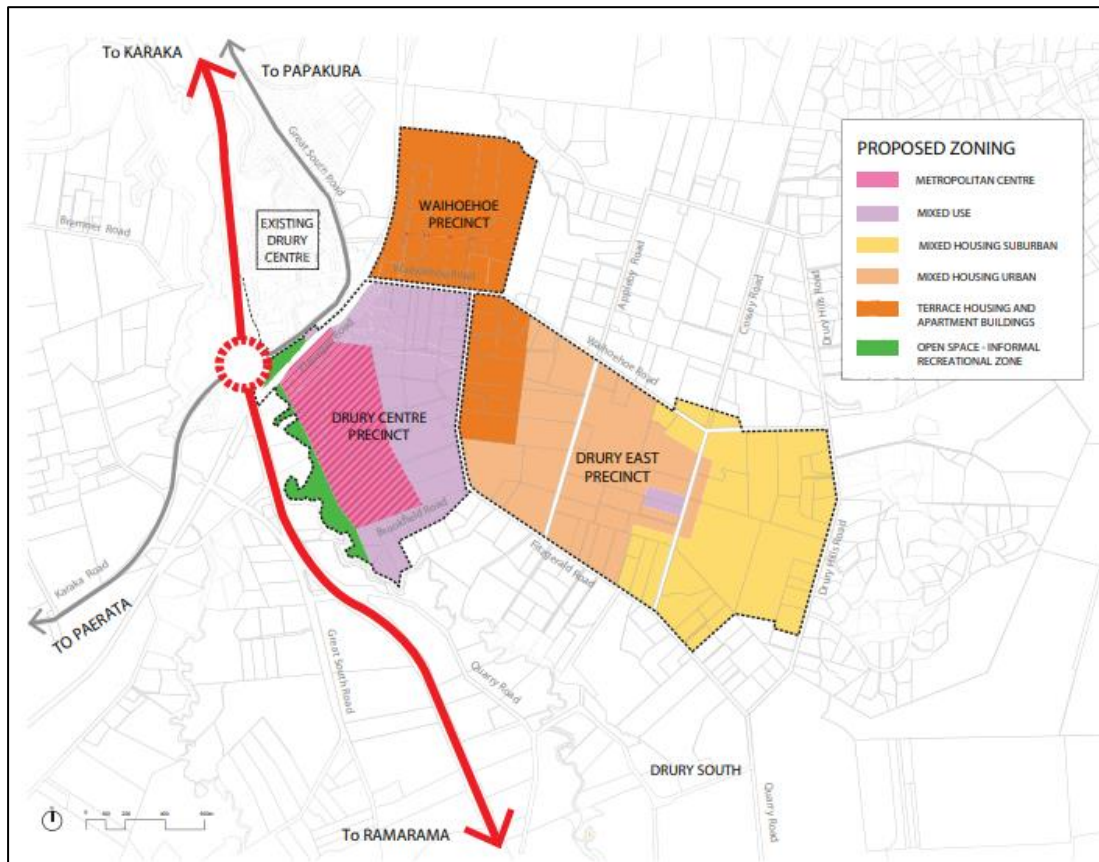 To KARAKA
To PAPAKURA
Great South Road
Bremner Road
EXISTING
DRURY
CENTRE
WAIHOEHOE
PRECINCT
Waihoehoe Road
Appleby Road
Cossey Road
Drury Hills Road
Waihoehoe Road
DRURY CENTRE
PRECINCT
DRURY EAST
PRECINCT
Brookfield Road
Fitzgerald Road
Drury Hills Road
Karaka Road
TO PAERATA
Great South Road
Quarry Road
DRURY SOUTH
Quarry Road
To RAMARAMA
PROPOSED ZONING
METROPOLITAN CENTRE
MIXED USE
MIXED HOUSING SUBURBAN
MIXED HOUSING URBAN
TERRACE HOUSING AND
APARTMENT BUILDINGS
OPEN SPACE - INFORMAL
RECREATIONAL ZONE